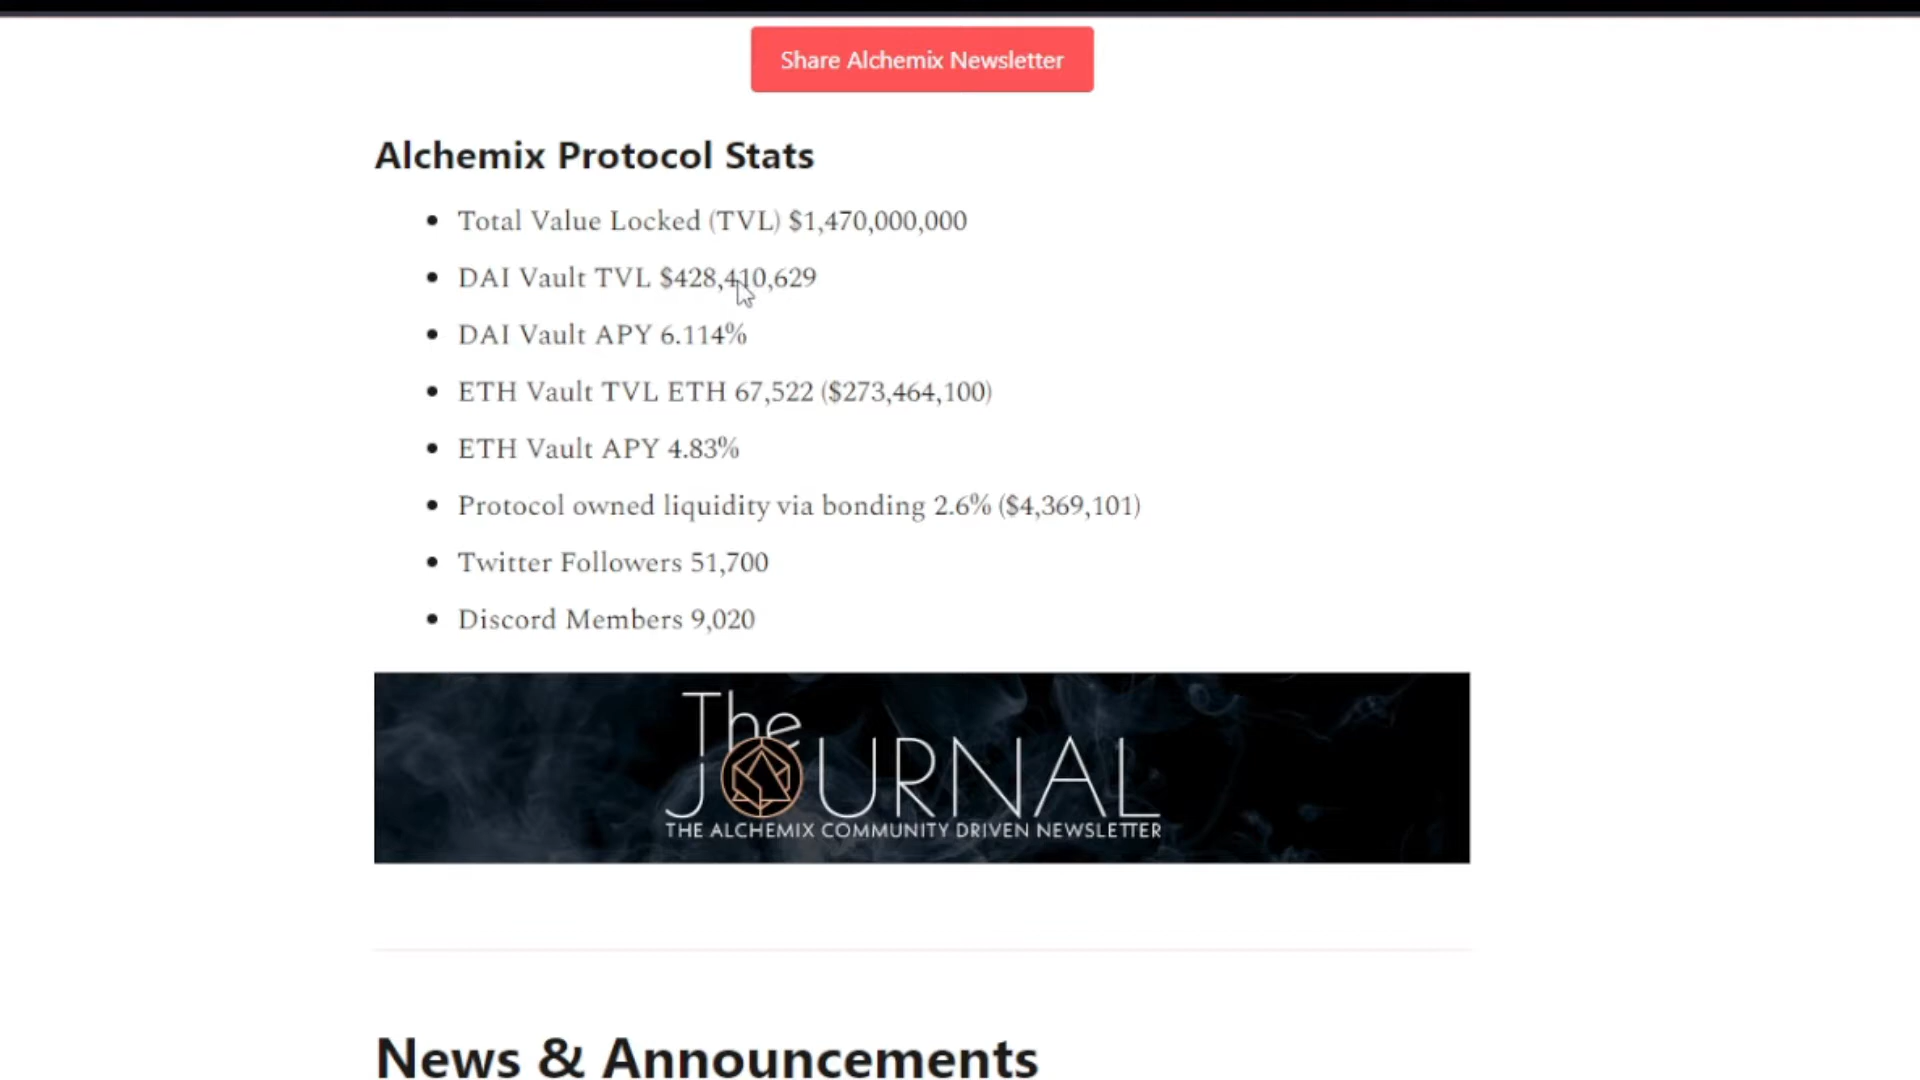 Share Alchemix Newsletter
Alchemix Protocol Stats
Total Value Locked (TVL) $1,470,000,000
DAI Vault TVL $428,410,629
DAI Vault APY 6.114%
ETH Vault TVL ETH 67,522 ($273,464,100)
ETH Vault APY 4.83%
Protocol owned liquidity via bonding 2.6% ($4,369,101)
Twitter Followers 51,700
Discord Members 9,020
The
JOURNAL
THE ALCHEMIX COMMUNITY DRIVEN NEWSLETTER
News & Announcements